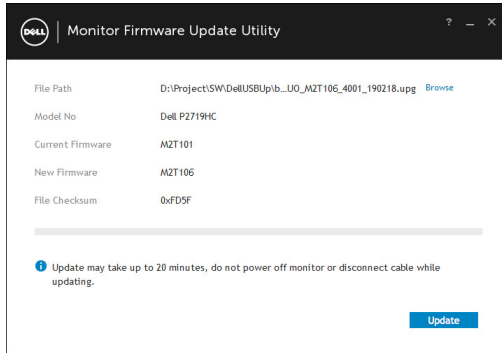 DELL Monitor Firmware Update Utility ? _ ×
File Path D:\Project\SW\DellUSBUp\b...UO_M2T106_4001_190218.upg Browse
Model No Dell P2719HC
Current Firmware M2T101
New Firmware M2T106
File Checksum 0xFD5F
Update may take up to 20 minutes, do not power off monitor or disconnect cable while
updating.
Update